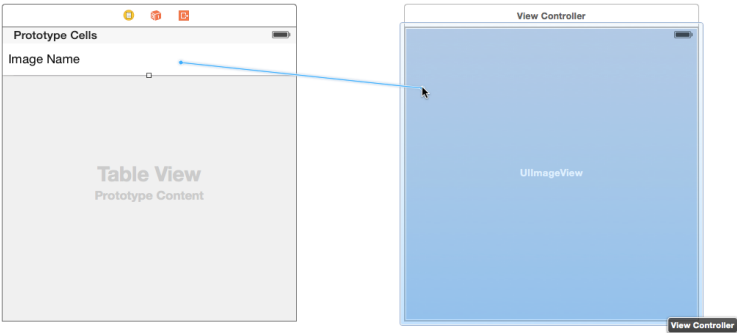 View Controller
Prototype Cells
Image Name
Table View
Prototype Content
UIImageView
View Controller